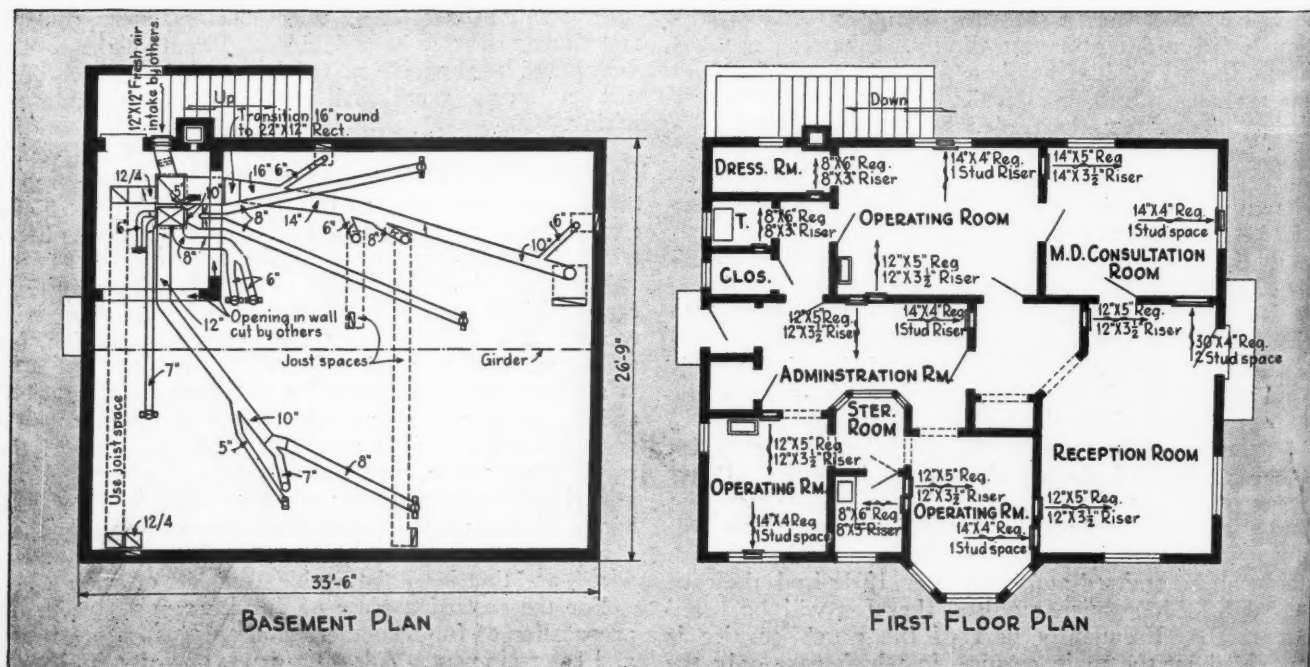 12"X12" Fresh air
intake by others.
Up
Transition 16" round
to 22"X12" Rect.
12/4
5"
10"
16"
6"
14"
8"
6"
8"
6"
8"
10"
6"
6"
12"
Opening in wall
cut by others
Joist spaces
Girder
7"
10"
5"
7"
8"
Use joist space
12/4
26'-9"
33'-6"
BASEMENT PLAN
Down
DRESS. RM.
8"X6" Reg.
8"X3" Riser
14"X4" Reg.
1 Stud Riser
14"X5" Reg.
14"X3½" Riser
T.
8"X6" Reg
8"X3" Riser
OPERATING ROOM
14"X4" Reg.
1 Stud space
M.D. CONSULTATION
ROOM
CLOS.
12"X5" Reg
12"X3½" Riser
12"X5" Reg.
12"X3½" Riser
14"X4" Reg
1 Stud Riser
12"X5"
12"X3½" Riser
30"X4" Reg.
2 Stud space
ADMINSTRATION RM.
STER.
ROOM
12"X5" Reg
12"X3½" Riser
RECEPTION ROOM
OPERATING RM.
12"X5" Reg.
12"X3½" Riser
12"X5" Reg.
12"X3½" Riser
8"X6" Reg
8"X3" Riser
OPERATING RM.
14"X4 Reg
1 Stud space
14"X4" Reg.
1 Stud space
FIRST FLOOR PLAN